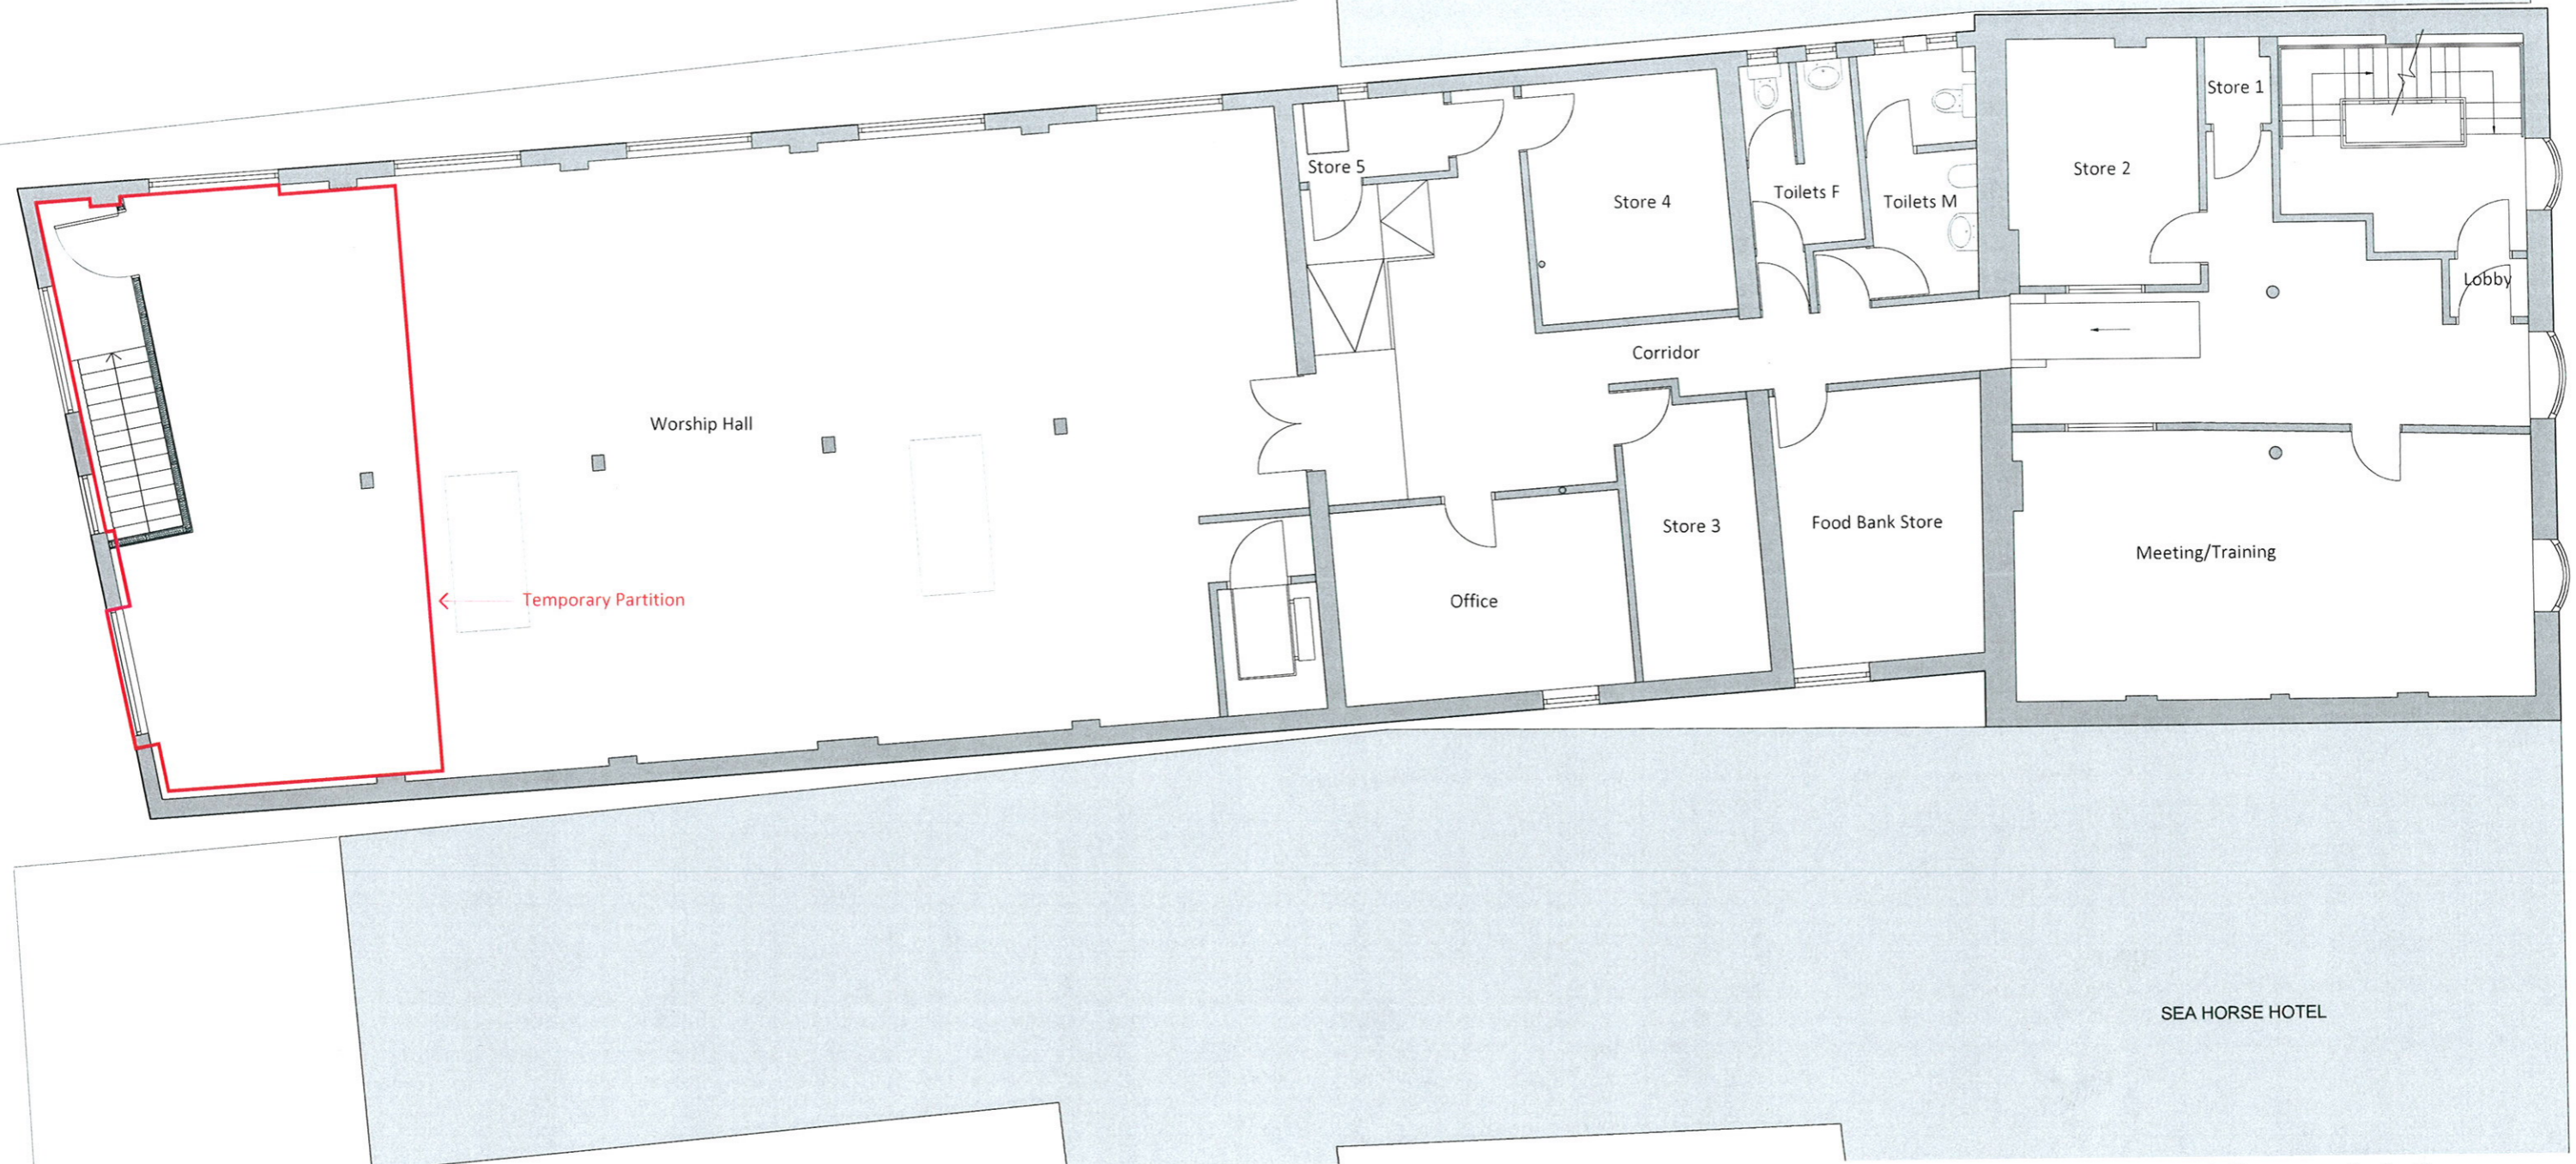 Store 1
Store 5
Store 2
Store 4
Toilets F
Toilets M
Lobby
Corridor
Worship Hall
Store 3
Food Bank Store
Meeting/Training
Temporary Partition
Office
SEA HORSE HOTEL